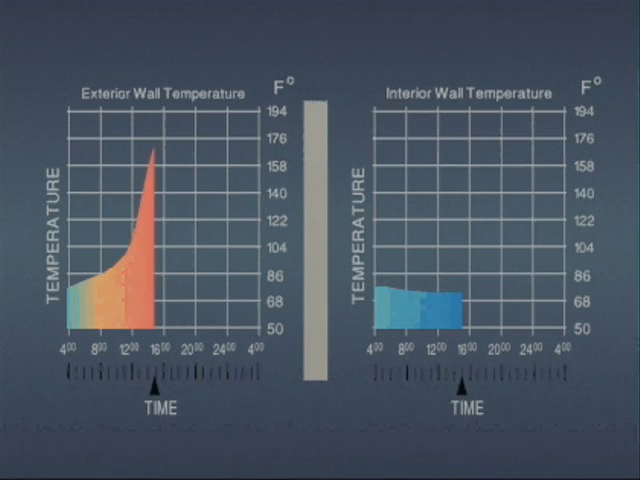 Exterior Wall Temperature F°
194
176
158
140
122
104
86
68
50
TEMPERATURE
4⁰⁰ 8⁰⁰ 12⁰⁰ 16⁰⁰ 20⁰⁰ 24⁰⁰ 4⁰⁰
TIME
Interior Wall Temperature F°
194
176
158
140
122
104
86
68
50
TEMPERATURE
4⁰⁰ 8⁰⁰ 12⁰⁰ 16⁰⁰ 20⁰⁰ 24⁰⁰ 4⁰⁰
TIME